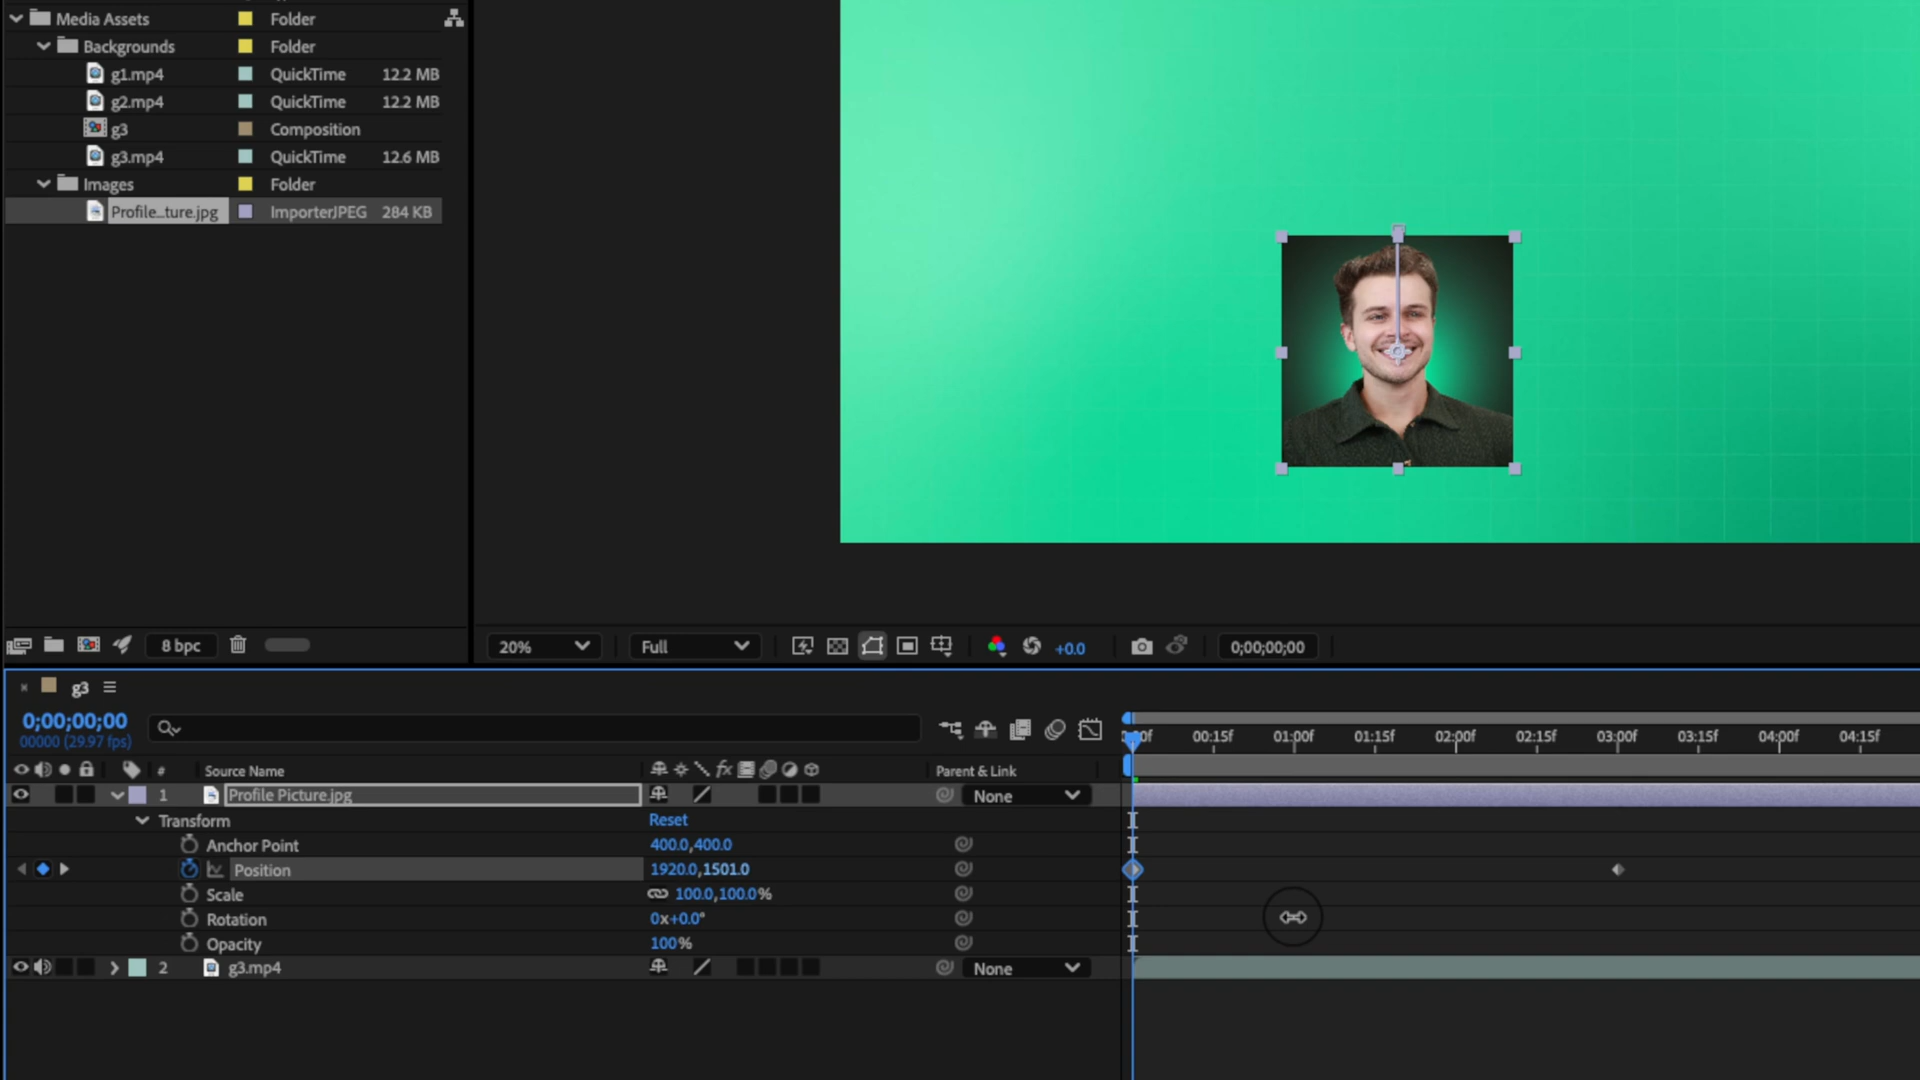 Media Assets Folder
Backgrounds Folder
g1.mp4 QuickTime 12.2 MB
g2.mp4 QuickTime 12.2 MB
g3 Composition
g3.mp4 QuickTime 12.6 MB
Images Folder
Profile...ture.jpg ImporterJPEG 284 KB
8 bpc
20% Full +0.0 0;00;00;00
g3
0;00;00;00
00000 (29.97 fps)
00:15f 01:00f 01:15f 02:00f 02:15f 03:00f 03:15f 04:00f 04:15f
# Source Name fx Parent & Link
1 Profile Picture.jpg None
Transform Reset
Anchor Point 400.0,400.0
Position 1920.0,1501.0
Scale 100.0,100.0%
Rotation 0x+0.0°
Opacity 100%
2 g3.mp4 None